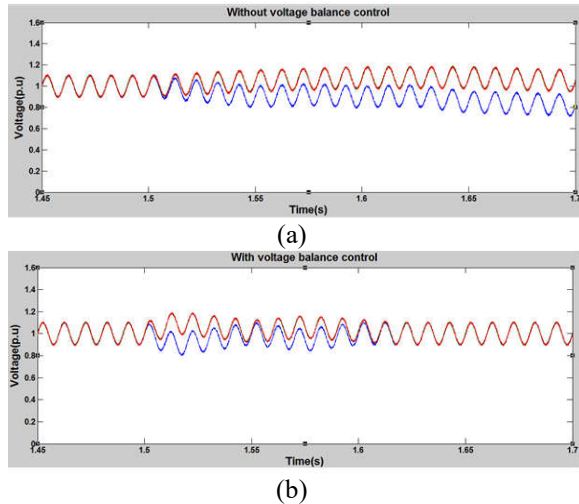 Without voltage balance control
1.6
1.4
1.2
1
0.8
0.6
0.4
0.2
0
Voltage(p.u)
1.45 1.5 1.55 1.6 1.65 1.7
Time(s)
(a)
With voltage balance control
1.6
1.4
1.2
1
0.8
0.6
0.4
0.2
0
Voltage(p.u)
1.45 1.5 1.55 1.6 1.65 1.7
Time(s)
(b)